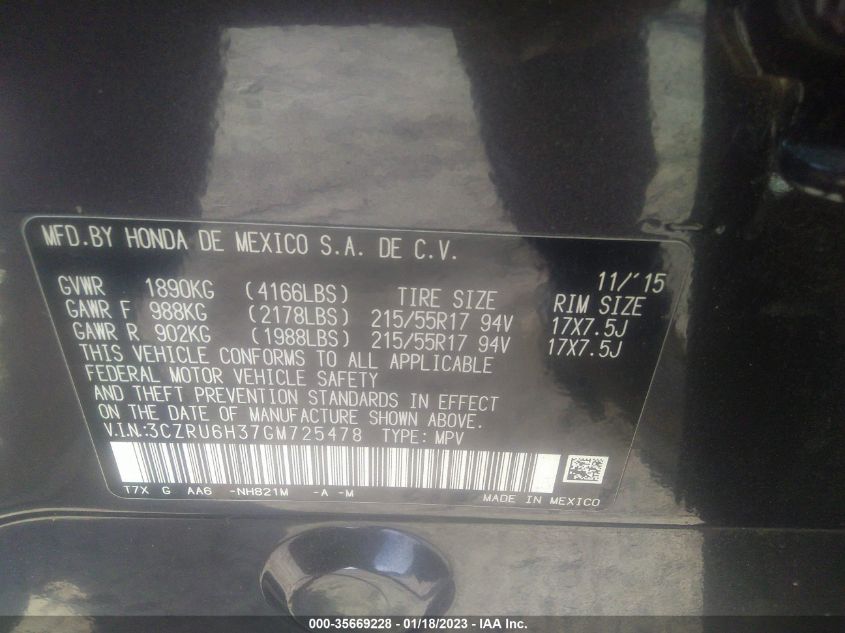 MFD.BY HONDA DE MEXICO S.A. DE C.V.
11/'15
GVWR 1890KG (4166LBS) TIRE SIZE RIM SIZE
GAWR F 988KG (2178LBS) 215/55R17 94V 17X7.5J
GAWR R 902KG (1988LBS) 215/55R17 94V 17X7.5J
THIS VEHICLE CONFORMS TO ALL APPLICABLE
FEDERAL MOTOR VEHICLE SAFETY
AND THEFT PREVENTION STANDARDS IN EFFECT
ON THE DATE OF MANUFACTURE SHOWN ABOVE.
V.I.N:3CZRU6H37GM725478 TYPE: MPV
T7X G AA6 -NH821M -A -M
MADE IN MEXICO
000-35669228 - 01/18/2023 - IAA Inc.